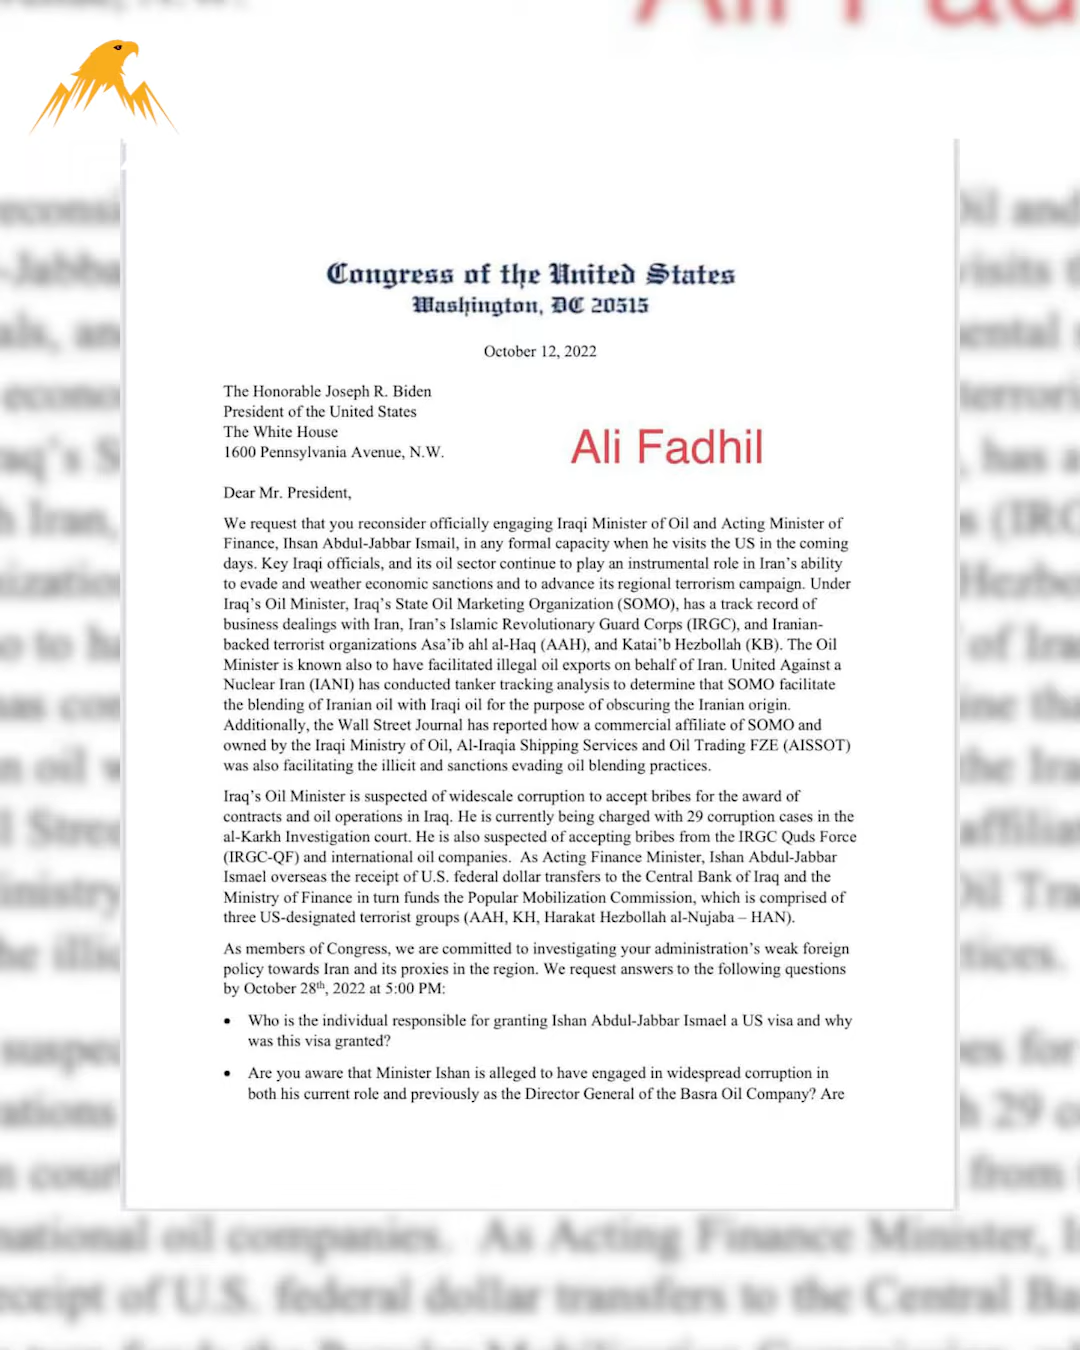 Congress of the United States
Washington, DC 20515
October 12, 2022
The Honorable Joseph R. Biden
President of the United States
The White House
1600 Pennsylvania Avenue, N.W.
Ali Fadhil
Dear Mr. President,
We request that you reconsider officially engaging Iraqi Minister of Oil and Acting Minister of
Finance, Ihsan Abdul-Jabbar Ismail, in any formal capacity when he visits the US in the coming
days. Key Iraqi officials, and its oil sector continue to play an instrumental role in Iran's ability
to evade and weather economic sanctions and to advance its regional terrorism campaign. Under
Iraq's Oil Minister, Iraq's State Oil Marketing Organization (SOMO), has a track record of
business dealings with Iran, Iran's Islamic Revolutionary Guard Corps (IRGC), and Iranian-
backed terrorist organizations Asa'ib ahl al-Haq (AAH), and Katai'b Hezbollah (KB). The Oil
Minister is known also to have facilitated illegal oil exports on behalf of Iran. United Against a
Nuclear Iran (IANI) has conducted tanker tracking analysis to determine that SOMO facilitate
the blending of Iranian oil with Iraqi oil for the purpose of obscuring the Iranian origin.
Additionally, the Wall Street Journal has reported how a commercial affiliate of SOMO and
owned by the Iraqi Ministry of Oil, Al-Iraqia Shipping Services and Oil Trading FZE (AISSOT)
was also facilitating the illicit and sanctions evading oil blending practices.
Iraq's Oil Minister is suspected of widescale corruption to accept bribes for the award of
contracts and oil operations in Iraq. He is currently being charged with 29 corruption cases in the
al-Karkh Investigation court. He is also suspected of accepting bribes from the IRGC Quds Force
(IRGC-QF) and international oil companies. As Acting Finance Minister, Ishan Abdul-Jabbar
Ismael overseas the receipt of U.S. federal dollar transfers to the Central Bank of Iraq and the
Ministry of Finance in turn funds the Popular Mobilization Commission, which is comprised of
three US-designated terrorist groups (AAH, KH, Harakat Hezbollah al-Nujaba – HAN).
As members of Congress, we are committed to investigating your administration's weak foreign
policy towards Iran and its proxies in the region. We request answers to the following questions
by October 28th, 2022 at 5:00 PM:
• Who is the individual responsible for granting Ishan Abdul-Jabbar Ismael a US visa and why
was this visa granted?
• Are you aware that Minister Ishan is alleged to have engaged in widespread corruption in
both his current role and previously as the Director General of the Basra Oil Company? Are